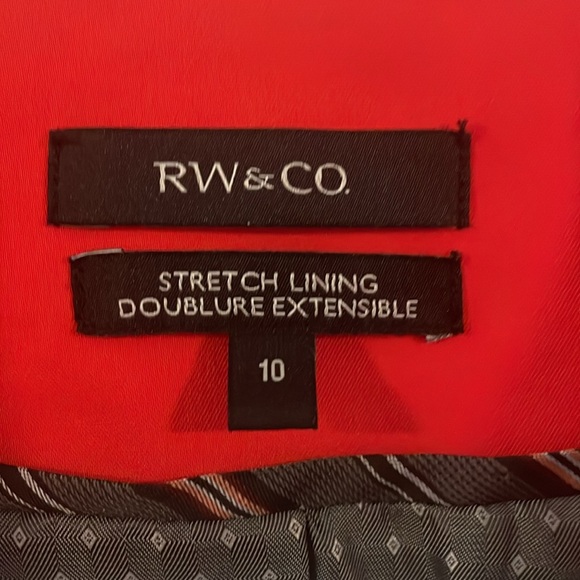 RW&CO.
STRETCH LINING
DOUBLURE EXTENSIBLE
10